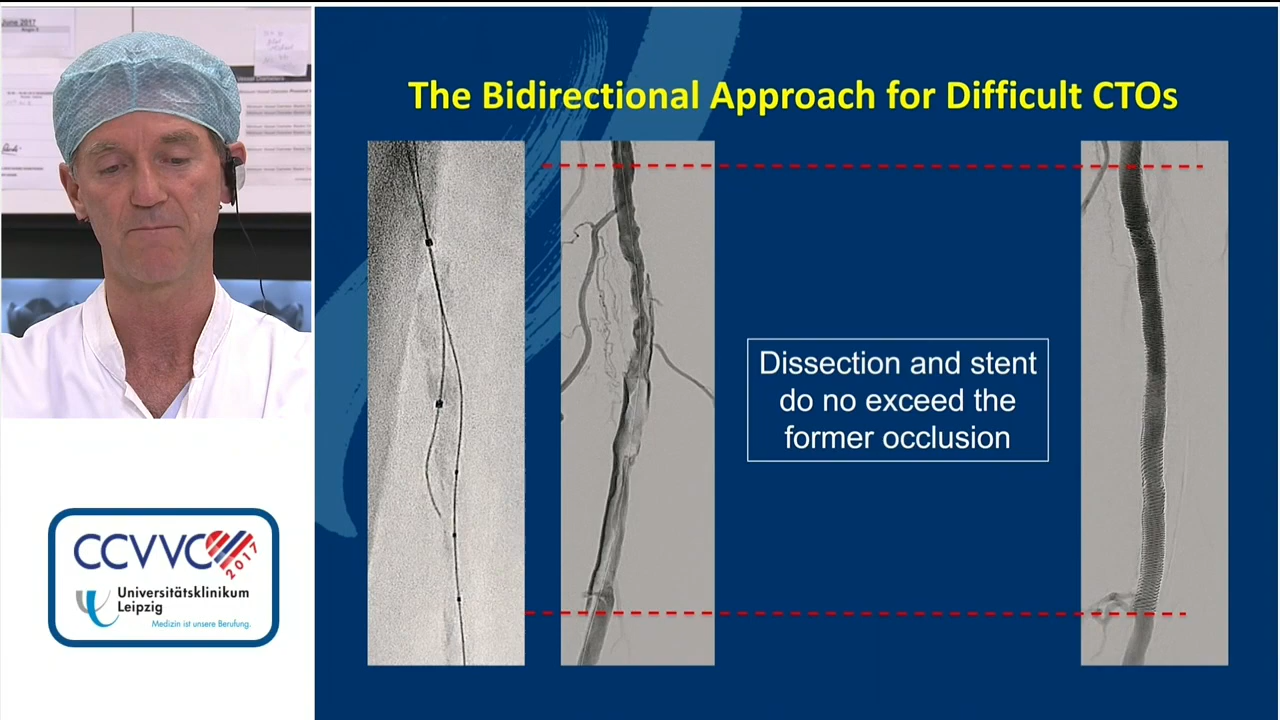 June 2017
The Bidirectional Approach for Difficult CTOs
Dissection and stent
do no exceed the
former occlusion
CCVVC
2017
Universitätsklinikum
Leipzig
Medizin ist unsere Berufung.